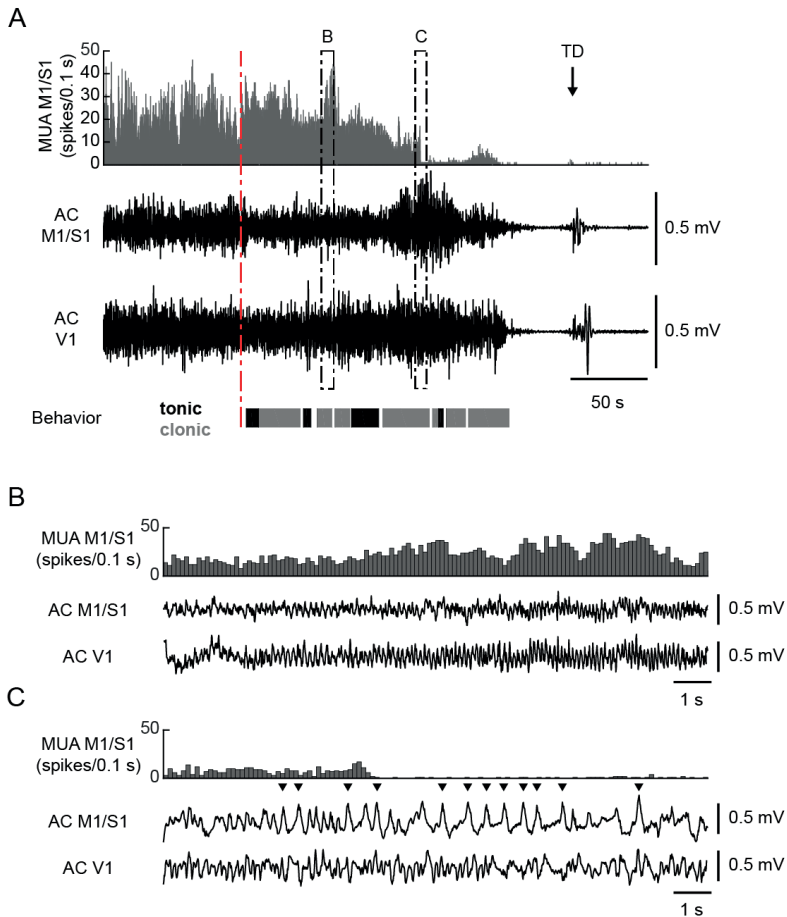 A
B
C
TD
MUA M1/S1
(spikes/0.1 s)
50
40
30
20
10
0
AC
M1/S1
0.5 mV
AC
V1
0.5 mV
50 s
Behavior
tonic
clonic
B
MUA M1/S1
(spikes/0.1 s)
50
0
AC M1/S1
0.5 mV
AC V1
0.5 mV
1 s
C
MUA M1/S1
(spikes/0.1 s)
50
0
AC M1/S1
0.5 mV
AC V1
0.5 mV
1 s